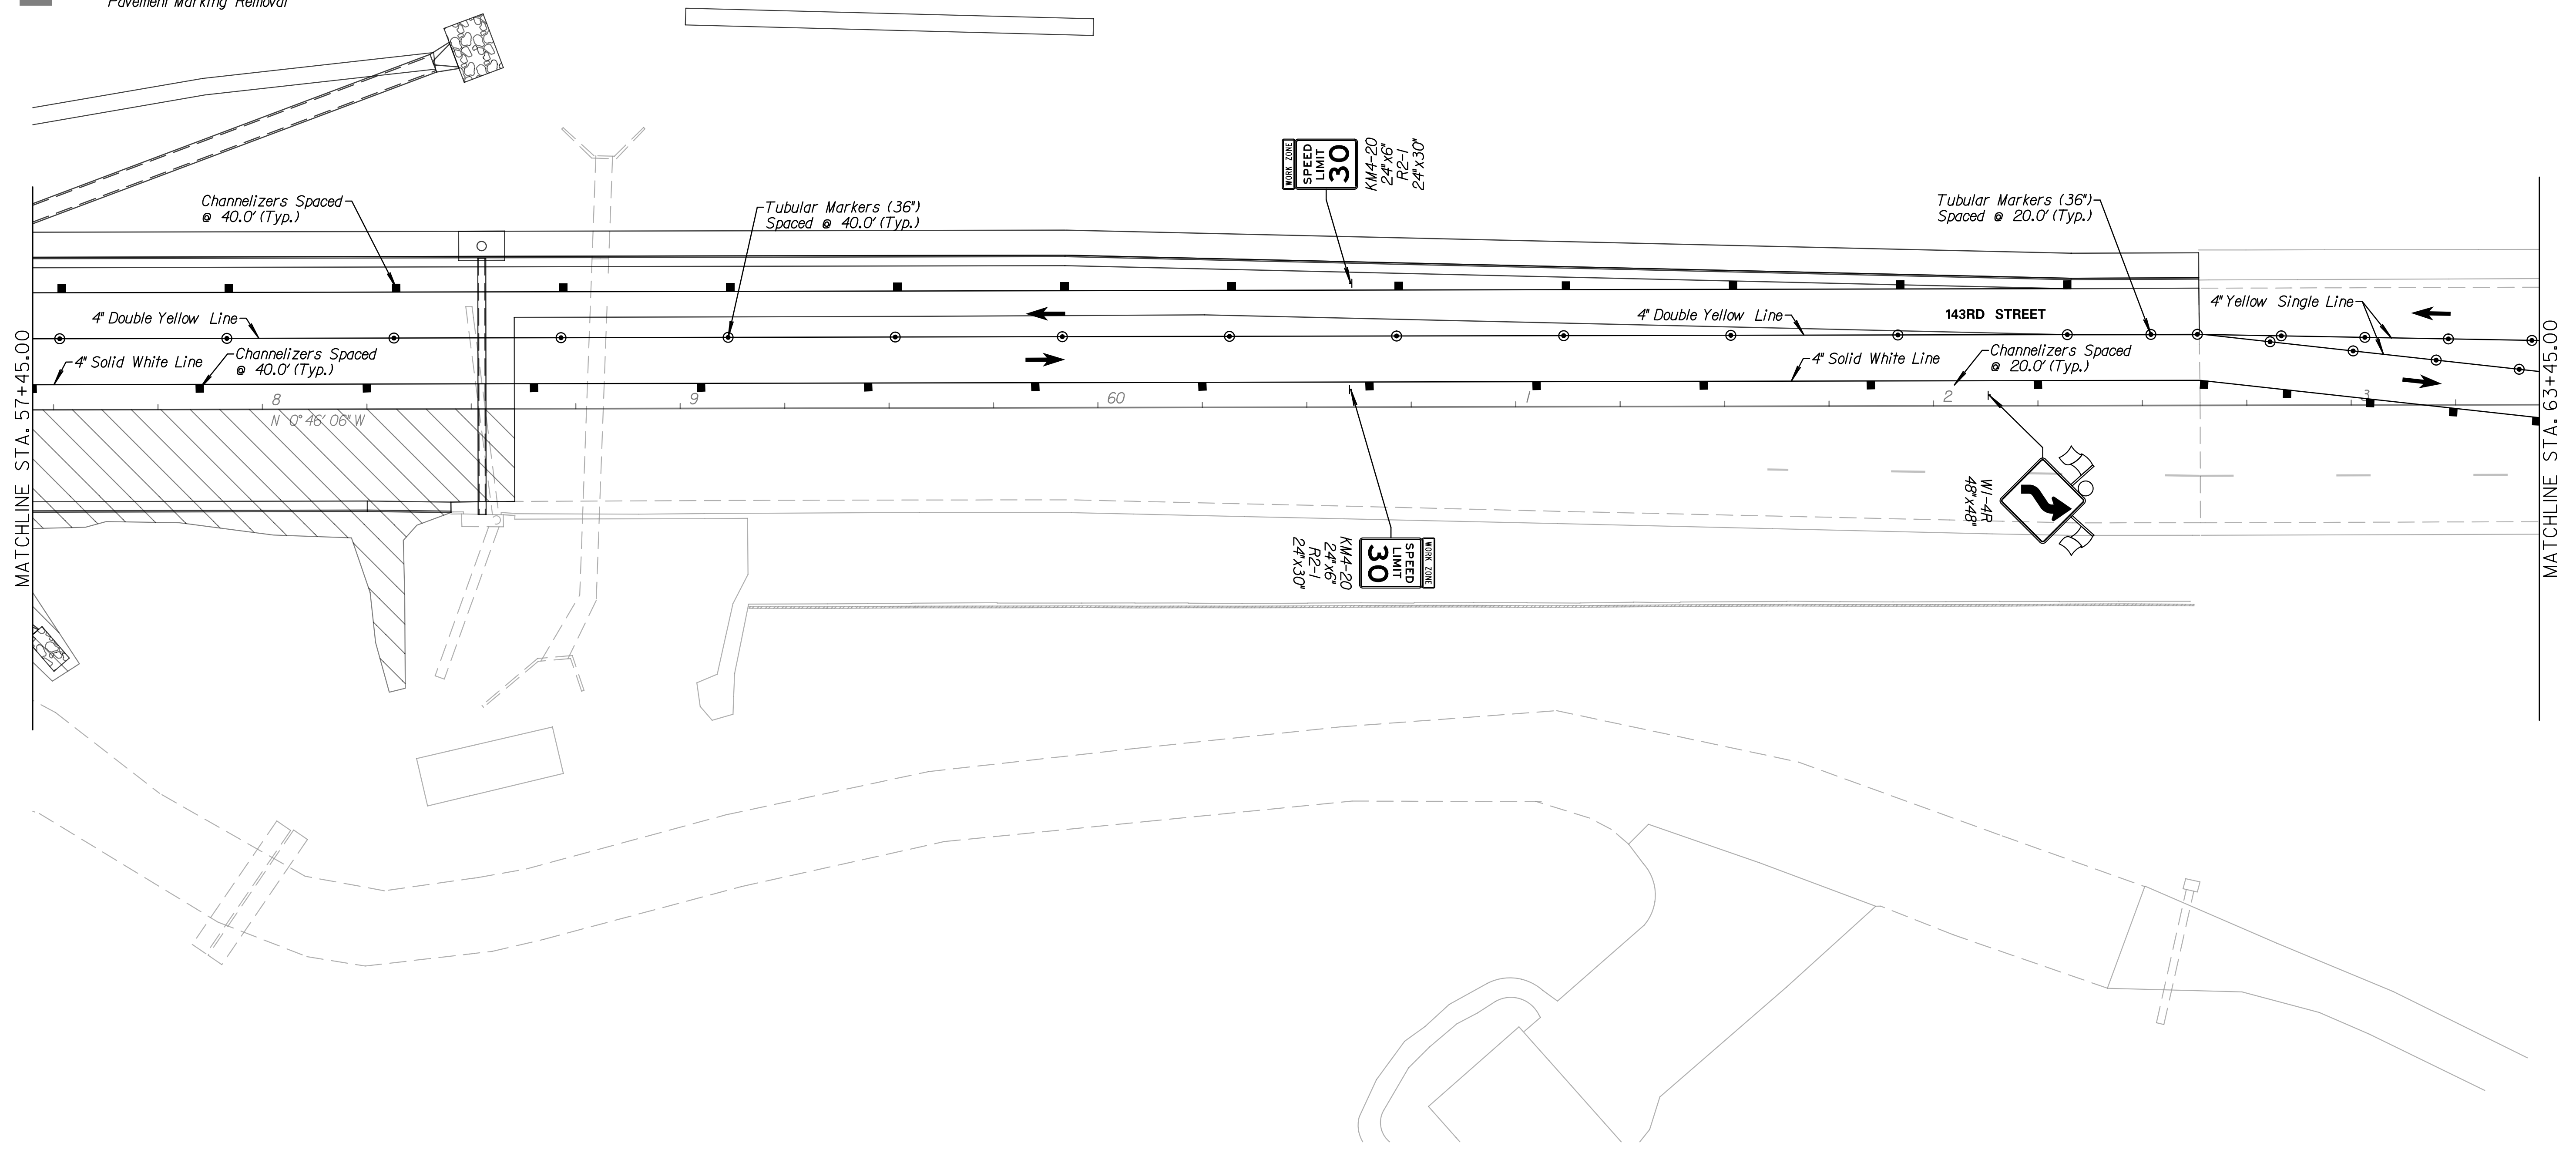 Pavement Marking Removal
MATCHLINE STA. 57+45.00
Channelizers Spaced
@ 40.0' (Typ.)
Tubular Markers (36")
Spaced @ 40.0' (Typ.)
WORK ZONE
SPEED
LIMIT
30
KM4-20
24"x6"
R2-1
24"x30"
Tubular Markers (36")
Spaced @ 20.0' (Typ.)
4" Double Yellow Line
4" Double Yellow Line
143RD STREET
4" Yellow Single Line
4" Solid White Line
Channelizers Spaced
@ 40.0' (Typ.)
4" Solid White Line
Channelizers Spaced
@ 20.0' (Typ.)
8
9
60
1
2
3
N 0°46'06" W
WORK ZONE
SPEED
LIMIT
30
KM4-20
24"x6"
R2-1
24"x30"
W1-4R
48"x48"
MATCHLINE STA. 63+45.00